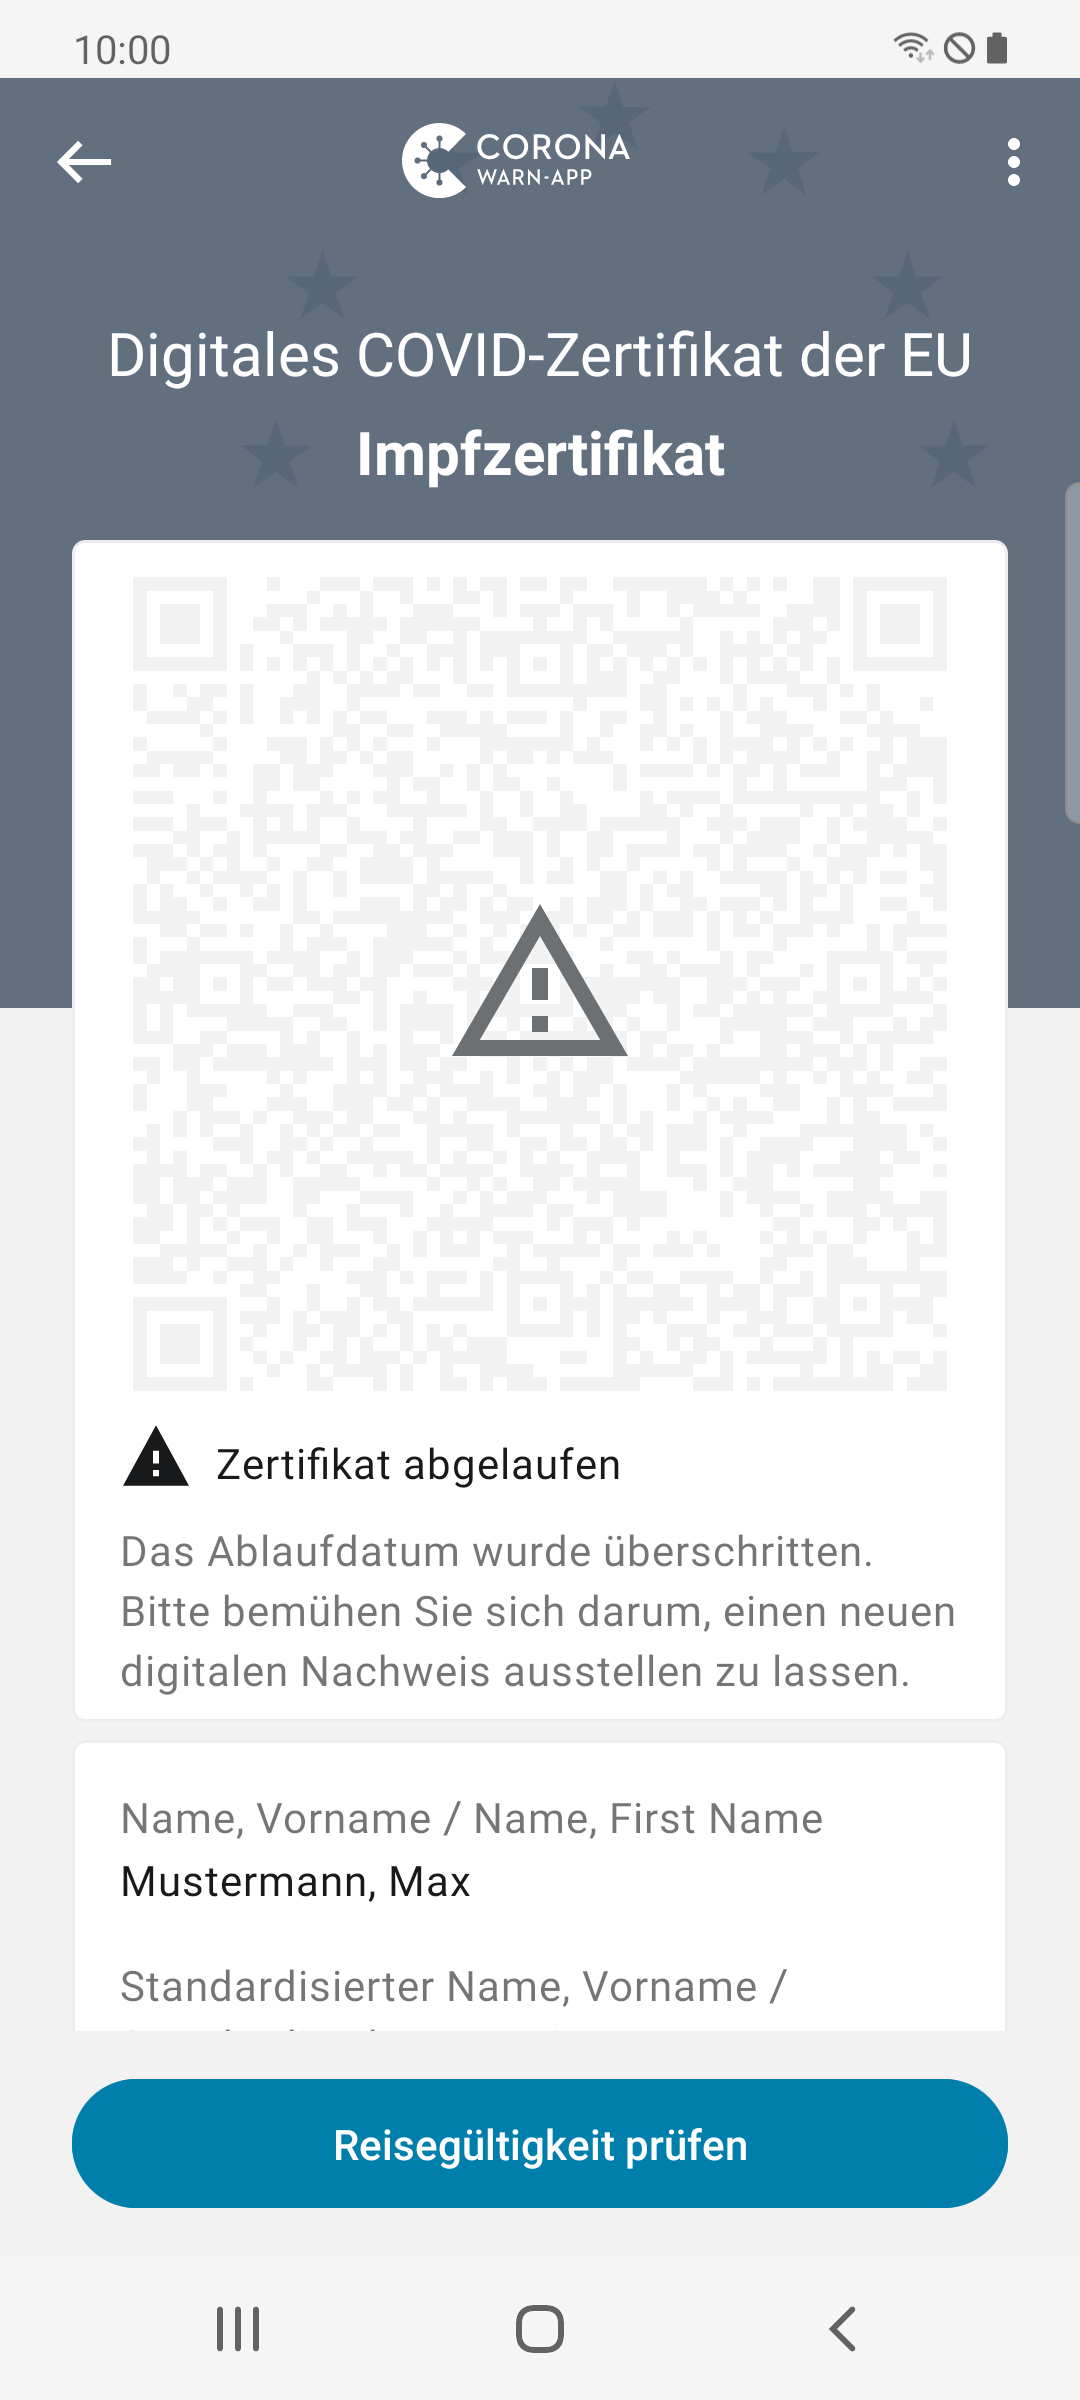 10:00
CORONA
WARN-APP
Digitales COVID-Zertifikat der EU
Impfzertifikat
Zertifikat abgelaufen
Das Ablaufdatum wurde überschritten.
Bitte bemühen Sie sich darum, einen neuen
digitalen Nachweis ausstellen zu lassen.
Name, Vorname / Name, First Name
Mustermann, Max
Standardisierter Name, Vorname /
Reisegültigkeit prüfen